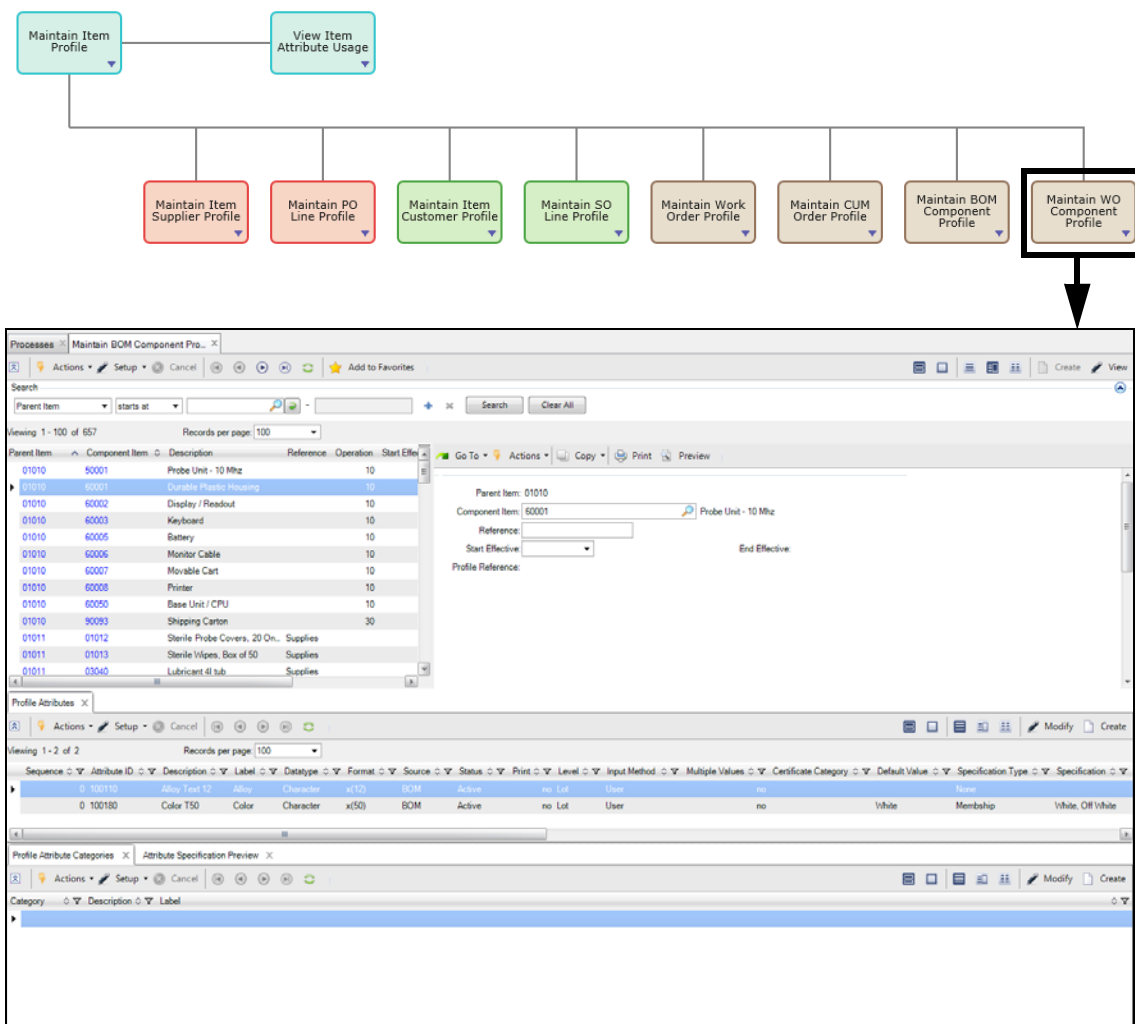 Maintain Item
Profile
View Item
Attribute Usage
Maintain Item
Supplier Profile
Maintain PO
Line Profile
Maintain Item
Customer Profile
Maintain SO
Line Profile
Maintain Work
Order Profile
Maintain CUM
Order Profile
Maintain BOM
Component
Profile
Maintain WO
Component
Profile
Processes Maintain BOM Component Pro...
Actions Setup Cancel Add to Favorites Create View
Search
Parent Item starts at - Search Clear All
Viewing 1 - 100 of 657 Records per page: 100
Parent Item Component Item Description Reference Operation Start Effe
01010 50001 Probe Unit - 10 Mhz 10
01010 60001 Durable Plastic Housing 10
01010 60002 Display / Readout 10
01010 60003 Keyboard 10
01010 60005 Battery 10
01010 60006 Monitor Cable 10
01010 60007 Movable Cart 10
01010 60008 Printer 10
01010 60050 Base Unit / CPU 10
01010 90093 Shipping Carton 30
01011 01012 Sterile Probe Covers, 20 On... Supplies
01011 01013 Sterile Wipes, Box of 50 Supplies
01011 03040 Lubricant 4l tub Supplies
Go To Actions Copy Print Preview
Parent Item: 01010
Component Item: 60001 Probe Unit - 10 Mhz
Reference:
Start Effective: End Effective:
Profile Reference:
Profile Attributes
Actions Setup Cancel Modify Create
Viewing 1 - 2 of 2 Records per page: 100
Sequence Attribute ID Description Label Datatype Format Source Status Print Level Input Method Multiple Values Certificate Category Default Value Specification Type Specification
0 100110 Alloy Text 12 Alloy Character x(12) BOM Active no Lot User no None
0 100180 Color T50 Color Character x(50) BOM Active no Lot User no White Membship White, Off White
Profile Attribute Categories Attribute Specification Preview
Actions Setup Cancel Modify Create
Category Description Label